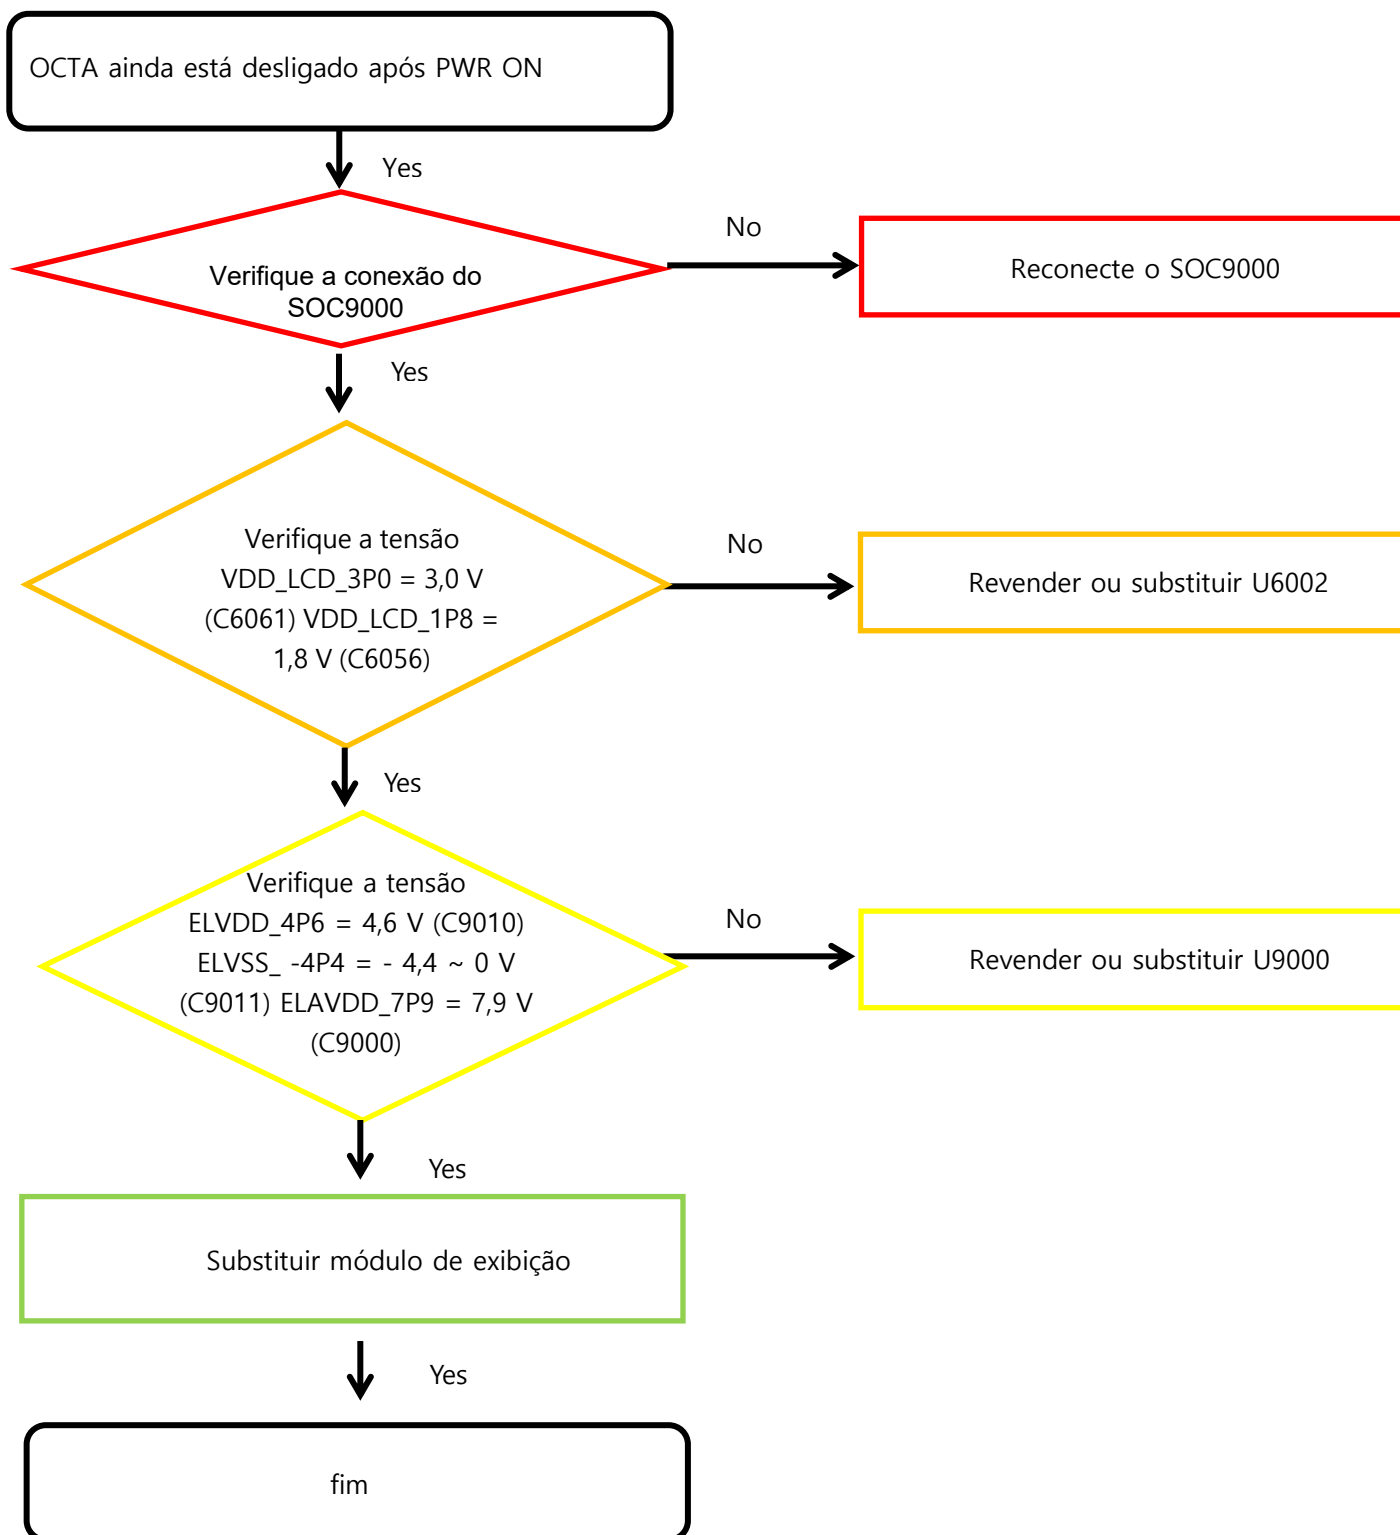 OCTA ainda está desligado após PWR ON
Yes
No
Verifique a conexão do
SOC9000
Reconecte o SOC9000
Yes
Verifique a tensão
VDD_LCD_3P0 = 3,0 V
(C6061) VDD_LCD_1P8 =
1,8 V (C6056)
No
Revender ou substituir U6002
Yes
Verifique a tensão
ELVDD_4P6 = 4,6 V (C9010)
ELVSS_ -4P4 = - 4,4 ~ 0 V
(C9011) ELAVDD_7P9 = 7,9 V
(C9000)
No
Revender ou substituir U9000
Yes
Substituir módulo de exibição
Yes
fim